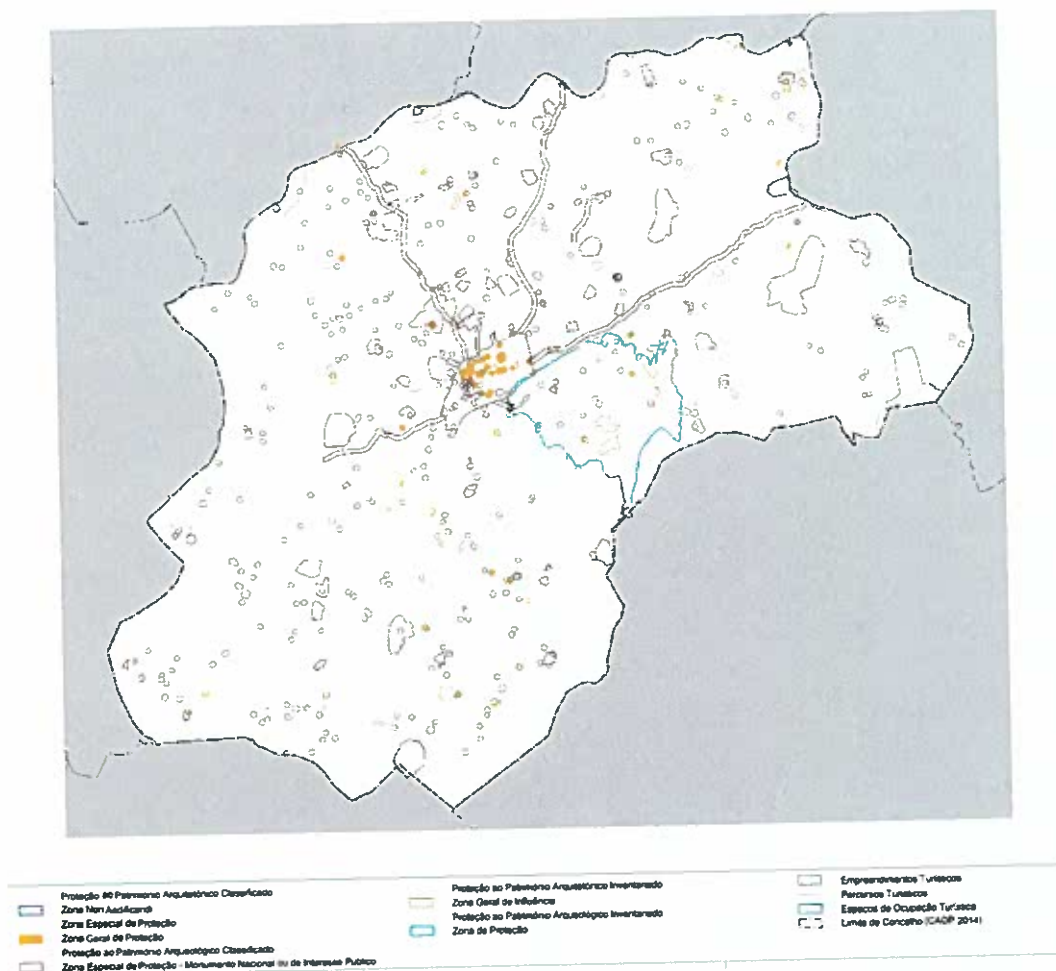 Proteção ao Património Arquitetónico Classificado
Zona Non Aedificandi
Zona Especial de Proteção
Zona Geral de Proteção
Proteção ao Património Arqueológico Classificado
Zona Especial de Proteção - Monumento Nacional ou de Interesse Público
Proteção ao Património Arquitetónico Inventariado
Zona Geral de Influência
Proteção ao Património Arqueológico Inventariado
Zona de Proteção
Empreendimentos Turísticos
Percursos Turísticos
Espaços de Ocupação Turística
Limite de Concelho (CAOP 2014)